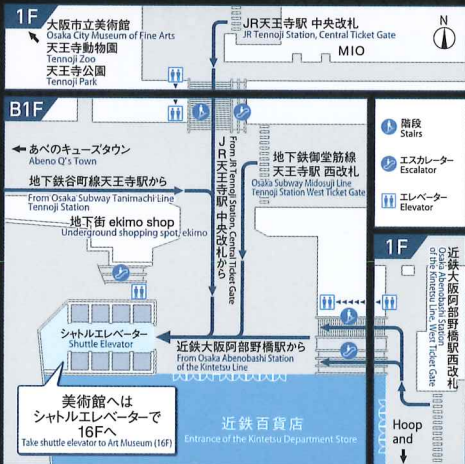 1F
大阪市立美術館
Osaka City Museum of Fine Arts
天王寺動物園
Tennoji Zoo
天王寺公園
Tennoji Park
JR天王寺駅 中央改札
JR Tennoji Station, Central Ticket Gate
MIO
N
B1F
あべのキューズタウン
Abeno Q's Town
地下鉄谷町線天王寺駅から
From Osaka Subway Tanimachi Line
Tennoji Station
地下街 ekimo shop
Underground shopping spot, ekimo
JR天王寺駅 中央改札から
From JR Tennoji Station, Central Ticket Gate
地下鉄御堂筋線
天王寺駅 西改札
Osaka Subway Midosuji Line
Tennoji Station West Ticket Gate
シャトルエレベーター
Shuttle Elevator
近鉄大阪阿部野橋駅から
From Osaka Abenobashi Station
of the Kintetsu Line
美術館へは
シャトルエレベーターで
16Fへ
Take shuttle elevator to Art Museum (16F)
近鉄百貨店
Entrance of the Kintetsu Department Store
階段
Stairs
エスカレーター
Escalator
エレベーター
Elevator
1F
近鉄大阪阿部野橋駅西改札
Osaka Abenobashi Station
of the Kintetsu Line, West Ticket Gate
Hoop
and